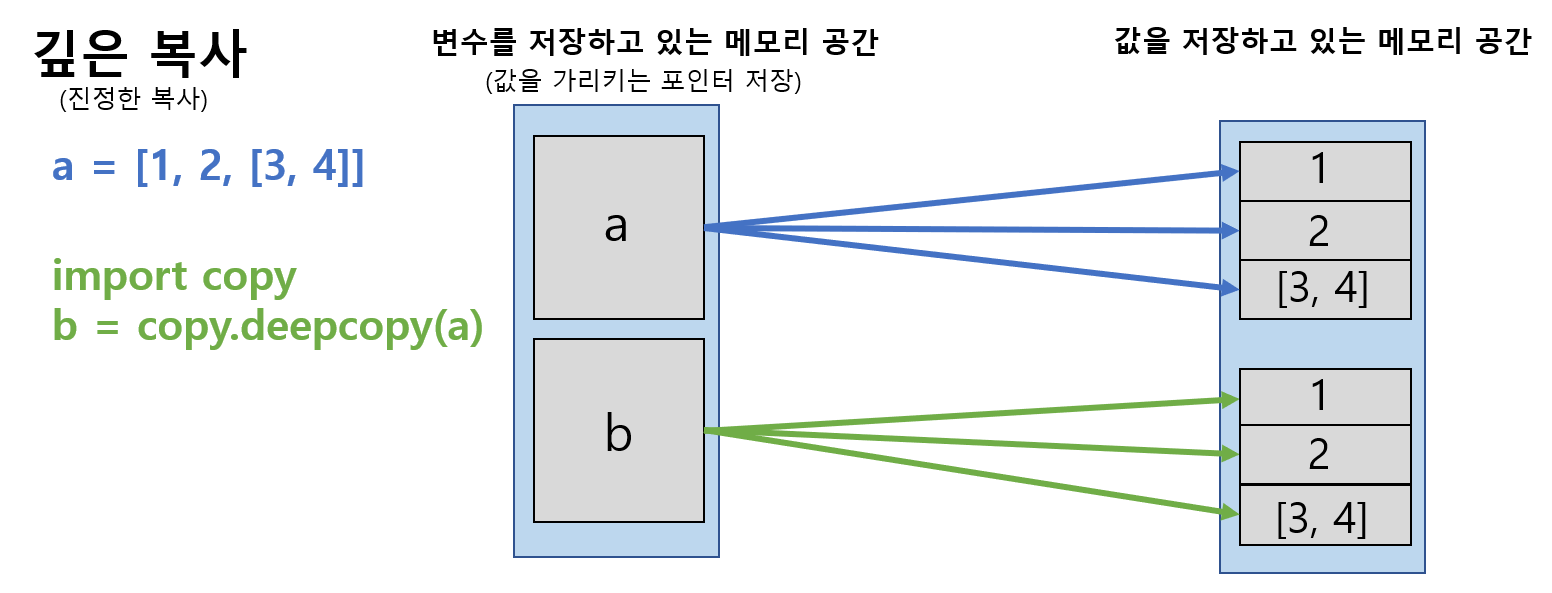 깊은 복사
(진정한 복사)
a = [1, 2, [3, 4]]
import copy
b = copy.deepcopy(a)
변수를 저장하고 있는 메모리 공간
(값을 가리키는 포인터 저장)
a
b
값을 저장하고 있는 메모리 공간
1
2
[3, 4]
1
2
[3, 4]